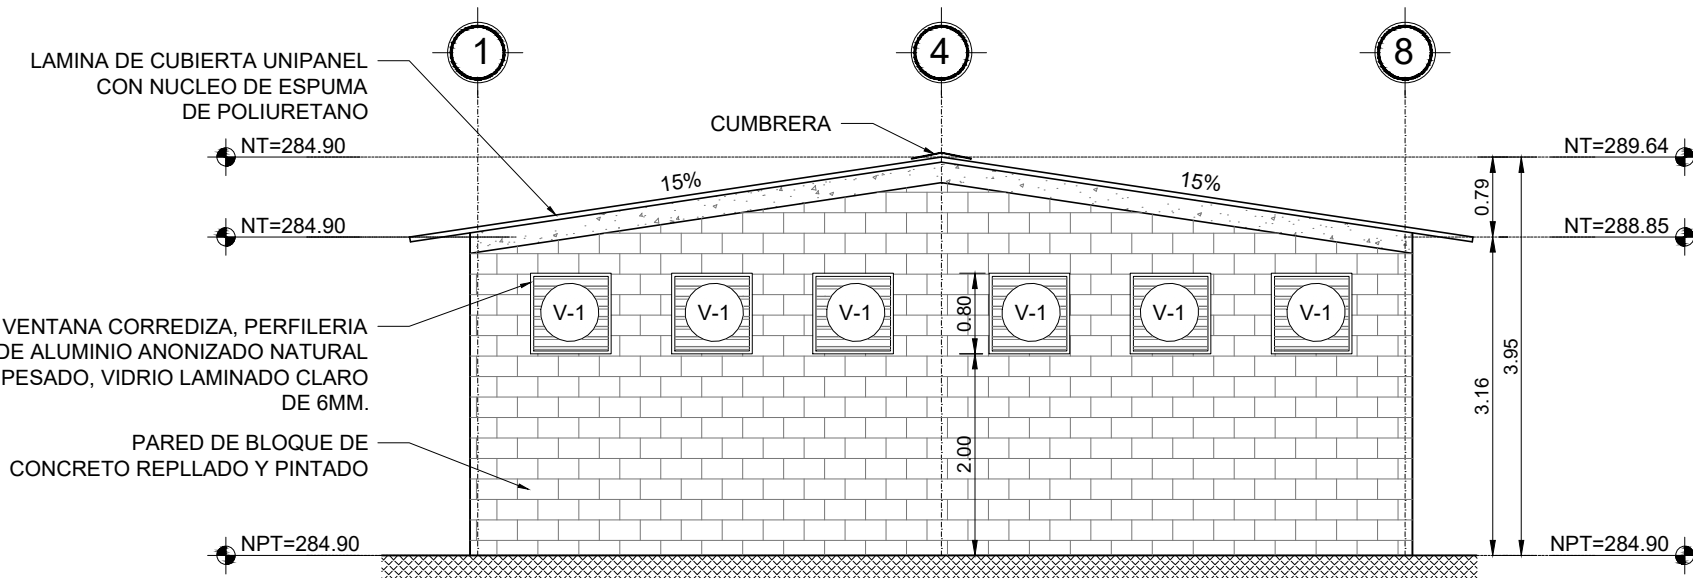 1
4
8
LAMINA DE CUBIERTA UNIPANEL
CON NUCLEO DE ESPUMA
DE POLIURETANO
CUMBRERA
NT=284.90
NT=289.64
15%
15%
0.79
NT=284.90
NT=288.85
VENTANA CORREDIZA, PERFILERIA
DE ALUMINIO ANONIZADO NATURAL
PESADO, VIDRIO LAMINADO CLARO
DE 6MM.
V-1
V-1
V-1
0.80
V-1
V-1
V-1
3.16
3.95
PARED DE BLOQUE DE
CONCRETO REPLLADO Y PINTADO
2.00
NPT=284.90
NPT=284.90